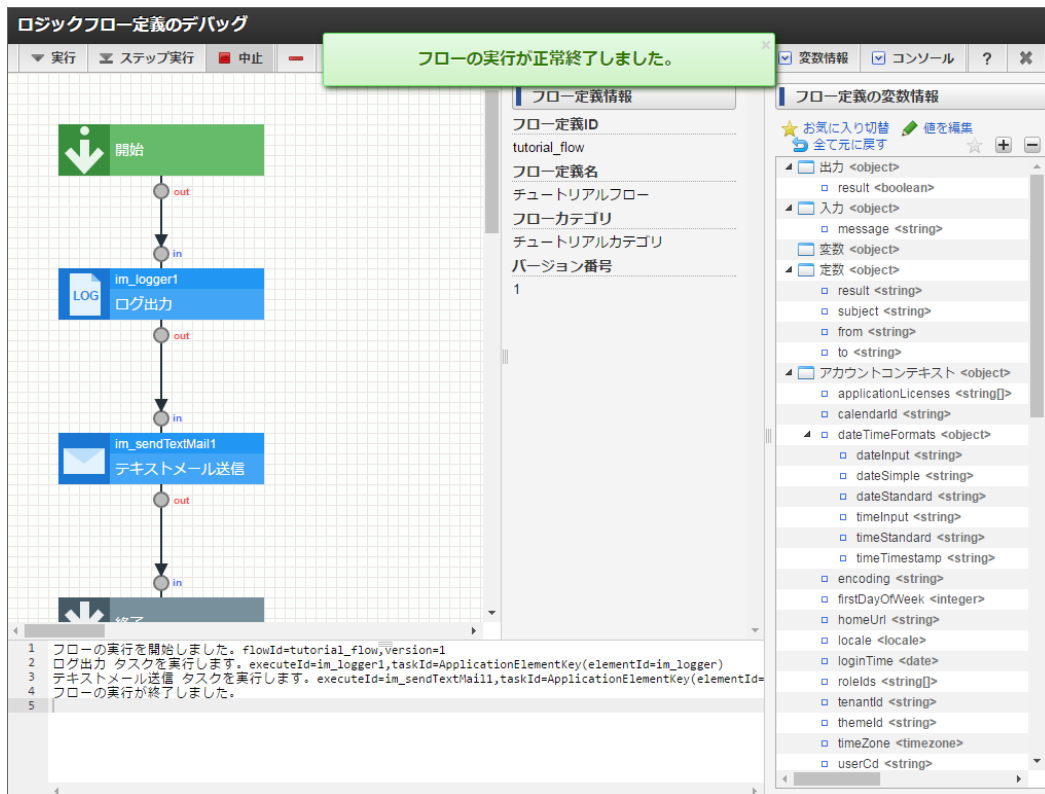 ロジックフロー定義のデバッグ
実行 ステップ実行 中止
フローの実行が正常終了しました。
×
変数情報 コンソール ? ✖
開始
out
in
im_logger1
LOG
ログ出力
out
in
im_sendTextMail1
テキストメール送信
out
in
終了
フロー定義情報
フロー定義ID
tutorial_flow
フロー定義名
チュートリアルフロー
フローカテゴリ
チュートリアルカテゴリ
バージョン番号
1
フロー定義の変数情報
お気に入り切替 値を編集
全て元に戻す
出力 <object>
result <boolean>
入力 <object>
message <string>
変数 <object>
定数 <object>
result <string>
subject <string>
from <string>
to <string>
アカウントコンテキスト <object>
applicationLicenses <string[]>
calendarId <string>
dateTimeFormats <object>
dateInput <string>
dateSimple <string>
dateStandard <string>
timeInput <string>
timeStandard <string>
timeTimestamp <string>
encoding <string>
firstDayOfWeek <integer>
homeUrl <string>
locale <locale>
loginTime <date>
roleIds <string[]>
tenantId <string>
themeId <string>
timeZone <timezone>
userCd <string>
1 フローの実行を開始しました。flowId=tutorial_flow,version=1
2 ログ出力 タスクを実行します。executeId=im_logger1,taskId=ApplicationElementKey(elementId=im_logger)
3 テキストメール送信 タスクを実行します。executeId=im_sendTextMail1,taskId=ApplicationElementKey(elementId=
4 フローの実行が終了しました。
5